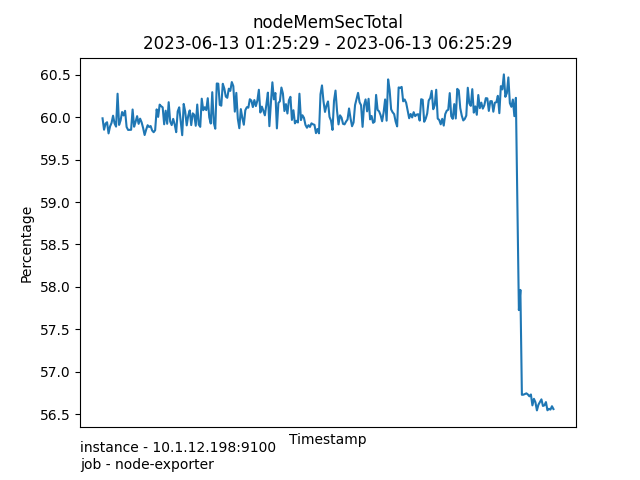 nodeMemSecTotal
2023-06-13 01:25:29 - 2023-06-13 06:25:29
60.5
60.0
59.5
59.0
58.5
58.0
57.5
57.0
56.5
Percentage
Timestamp
instance - 10.1.12.198:9100
job - node-exporter